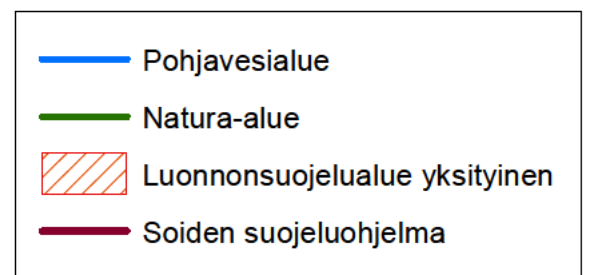 Pohjavesialue
Natura-alue
Luonnonsuojelualue yksityinen
Soiden suojeluohjelma